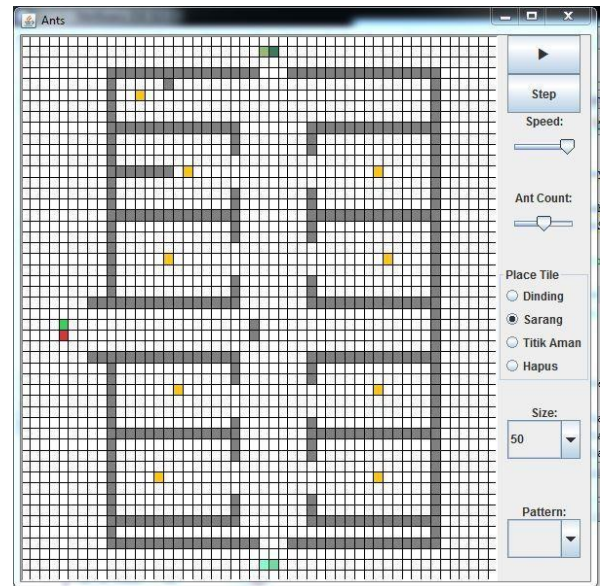 Ants
Step
Speed:
Ant Count:
Place Tile
Dinding
Sarang
Titik Aman
Hapus
Size:
50
Pattern: